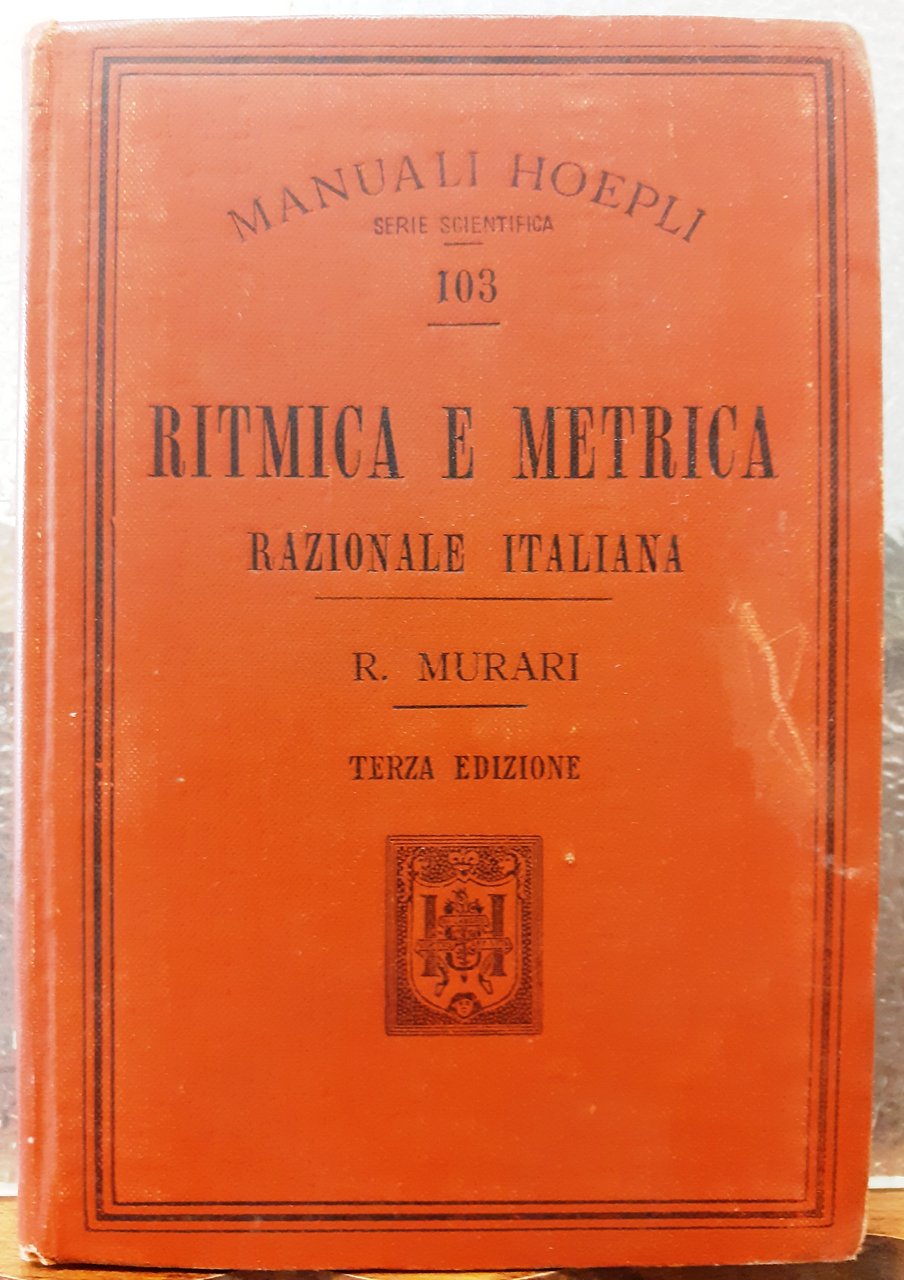 MANUALI HOEPLI
SERIE SCIENTIFICA
103
RITMICA E METRICA
RAZIONALE ITALIANA
R. MURARI
TERZA EDIZIONE